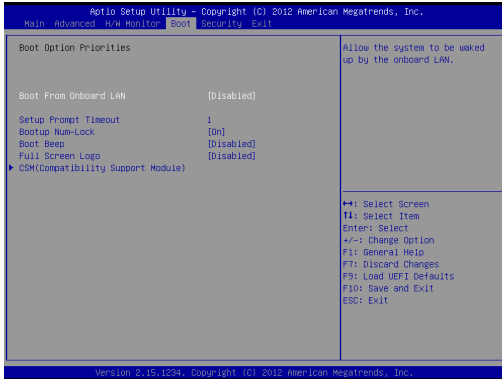 Aptio Setup Utility – Copyright (C) 2012 American Megatrends, Inc.
Main Advanced H/W Monitor Boot Security Exit
Boot Option Priorities
Boot From Onboard LAN [Disabled]
Setup Prompt Timeout 1
Bootup Num-Lock [On]
Boot Beep [Disabled]
Full Screen Logo [Disabled]
▶ CSM(Compatibility Support Module)
Allow the system to be waked
up by the onboard LAN.
↔: Select Screen
↑↓: Select Item
Enter: Select
+/-: Change Option
F1: General Help
F7: Discard Changes
F9: Load UEFI Defaults
F10: Save and Exit
ESC: Exit
Version 2.15.1234. Copyright (C) 2012 American Megatrends, Inc.